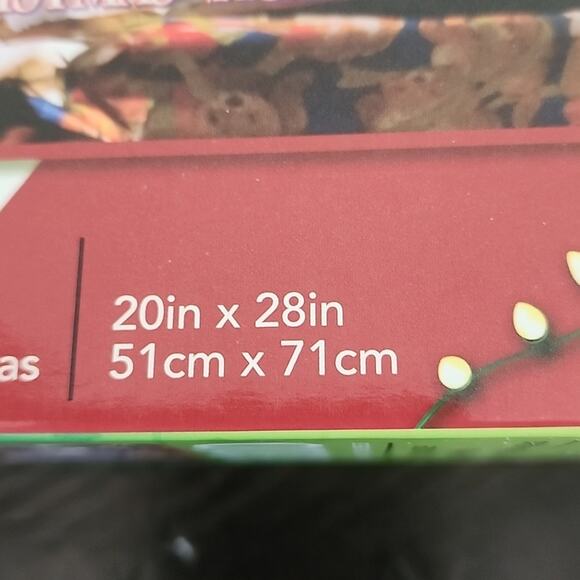 20in x 28in
as
51cm x 71cm